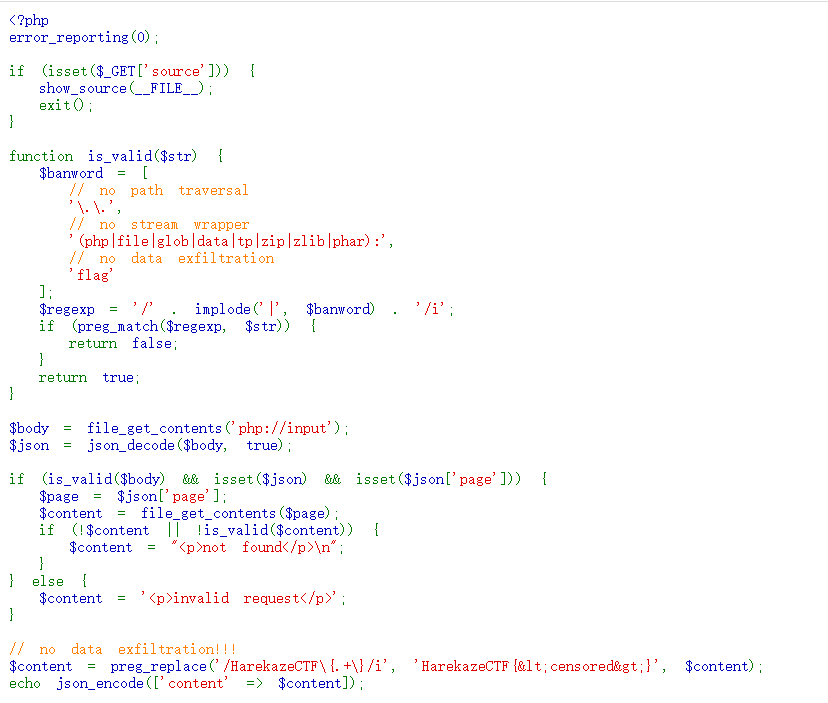 <?php
error_reporting(0);

if (isset($_GET['source'])) {
    show_source(__FILE__);
    exit();
}

function is_valid($str) {
    $banword = [
        // no path traversal
        '\.\.',
        // no stream wrapper
        '(php|file|glob|data|tp|zip|zlib|phar):',
        // no data exfiltration
        'flag'
    ];
    $regexp = '/' . implode('|', $banword) . '/i';
    if (preg_match($regexp, $str)) {
        return false;
    }
    return true;
}

$body = file_get_contents('php://input');
$json = json_decode($body, true);

if (is_valid($body) && isset($json) && isset($json['page'])) {
    $page = $json['page'];
    $content = file_get_contents($page);
    if (!$content || !is_valid($content)) {
        $content = "<p>not found</p>\n";
    }
} else {
    $content = '<p>invalid request</p>';
}

// no data exfiltration!!!
$content = preg_replace('/HarekazeCTF\{.+\}/i', 'HarekazeCTF{&lt;censored&gt;}', $content);
echo json_encode(['content' => $content]);